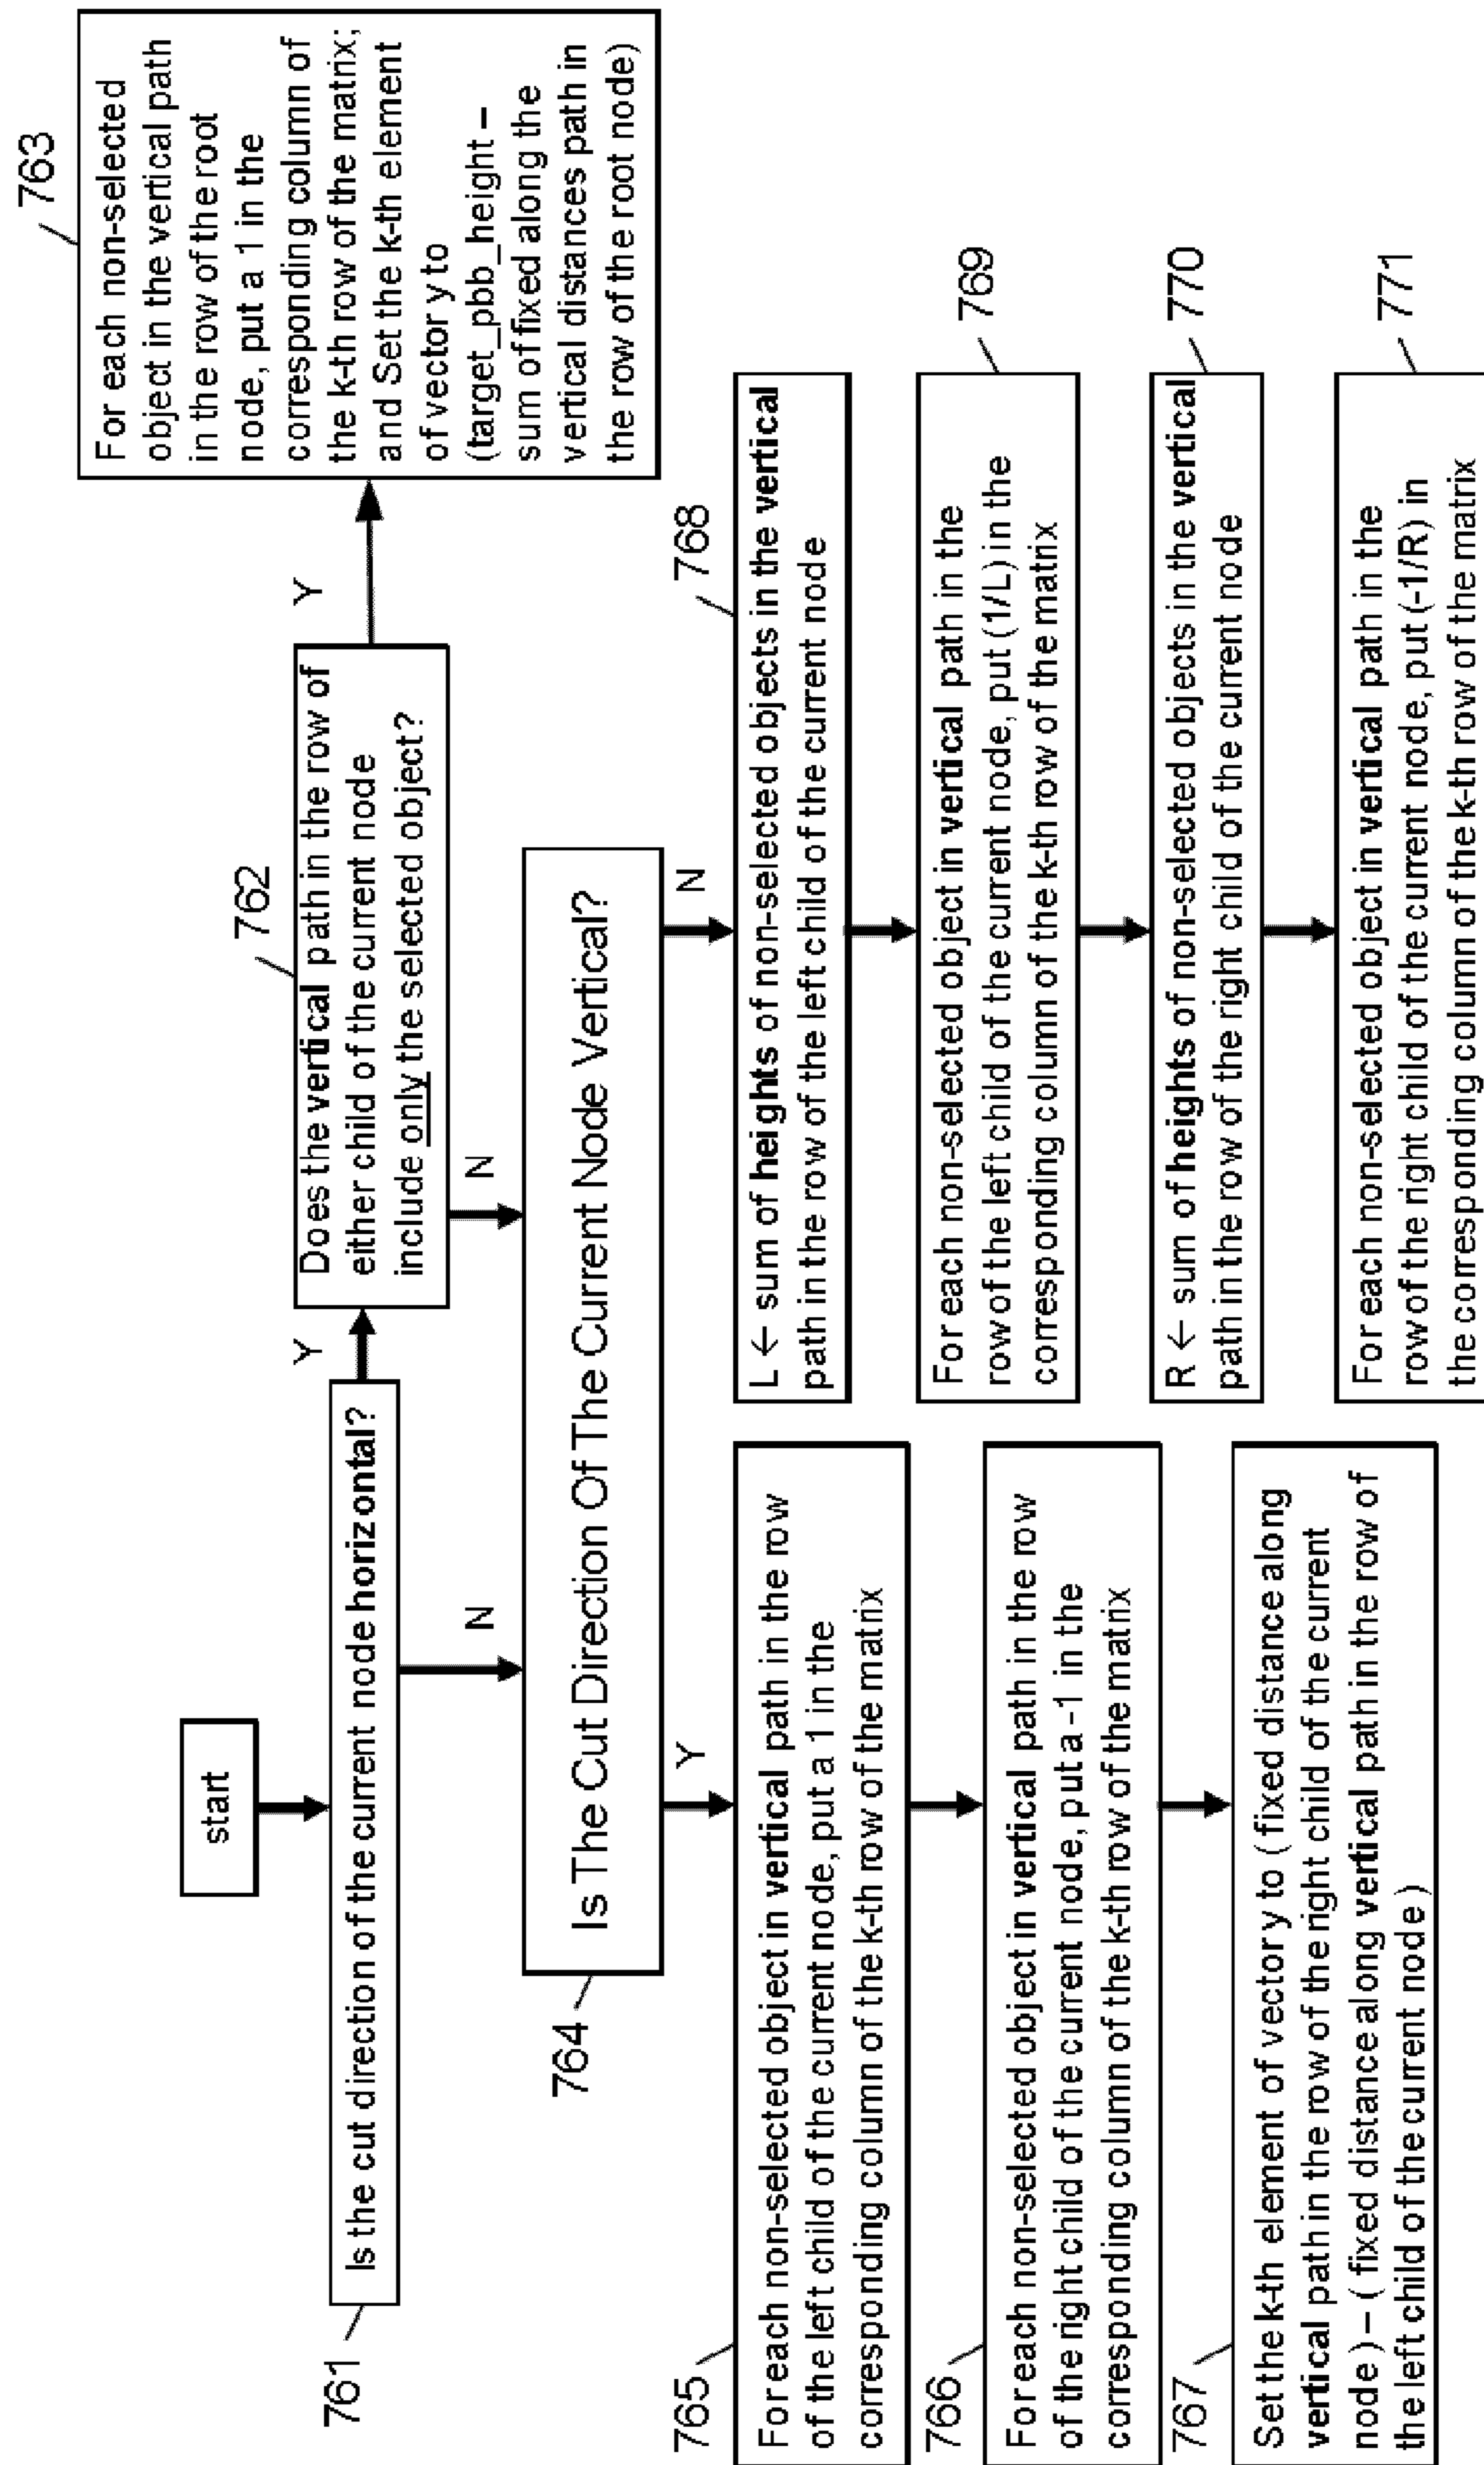 start
761
Is the cut direction of the current node horizontal?
Y
N
762
Does the vertical path in the row of
either child of the current node
include only the selected object?
Y
N
763
For each non-selected
object in the vertical path
in the row of the root
node, put a 1 in the
corresponding column of
the k-th row of the matrix;
and Set the k-th element
of vector y to
(target_pbb_height –
sum of fixed along the
vertical distances path in
the row of the root node)
764
Is The Cut Direction Of The Current Node Vertical?
Y
N
765
For each non-selected object in vertical path in the row
of the left child of the current node, put a 1 in the
corresponding column of the k-th row of the matrix
766
For each non-selected object in vertical path in the row
of the right child of the current node, put a -1 in the
corresponding column of the k-th row of the matrix
767
Set the k-th element of vector y to ( fixed distance along
vertical path in the row of the right child of the current
node ) – ( fixed distance along vertical path in the row of
the left child of the current node )
768
L ← sum of heights of non-selected objects in the vertical
path in the row of the left child of the current node
769
For each non-selected object in vertical path in the
row of the left child of the current node, put (1/L) in the
corresponding column of the k-th row of the matrix
770
R ← sum of heights of non-selected objects in the vertical
path in the row of the right child of the current node
771
For each non-selected object in vertical path in the
row of the right child of the current node, put (-1/R) in
the corresponding column of the k-th row of the matrix